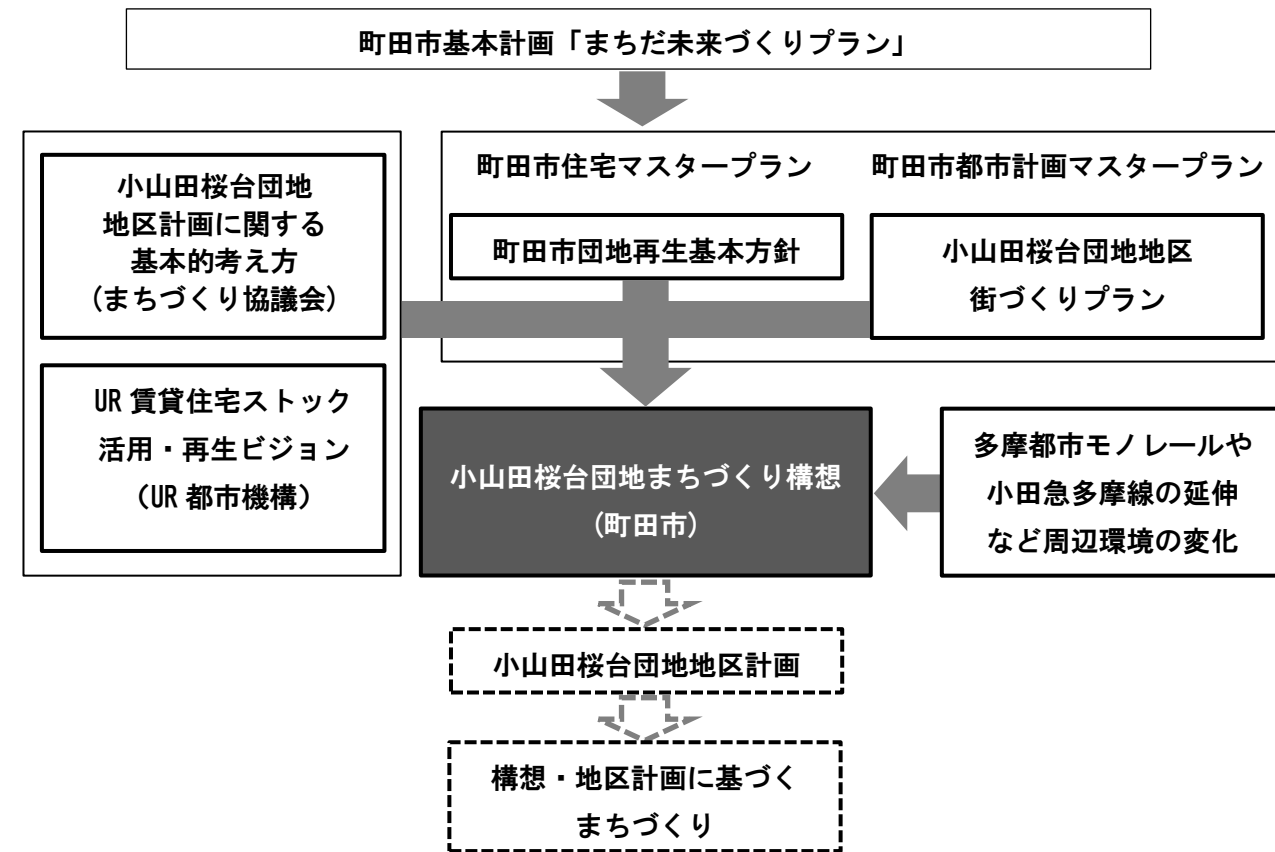 町田市基本計画「まちだ未来づくりプラン」
小山田桜台団地
地区計画に関する
基本的考え方
(まちづくり協議会)
UR 賃貸住宅ストック
活用・再生ビジョン
（UR 都市機構）
町田市住宅マスタープラン
町田市団地再生基本方針
町田市都市計画マスタープラン
小山田桜台団地地区
街づくりプラン
小山田桜台団地まちづくり構想
(町田市)
多摩都市モノレールや
小田急多摩線の延伸
など周辺環境の変化
小山田桜台団地地区計画
構想・地区計画に基づく
まちづくり